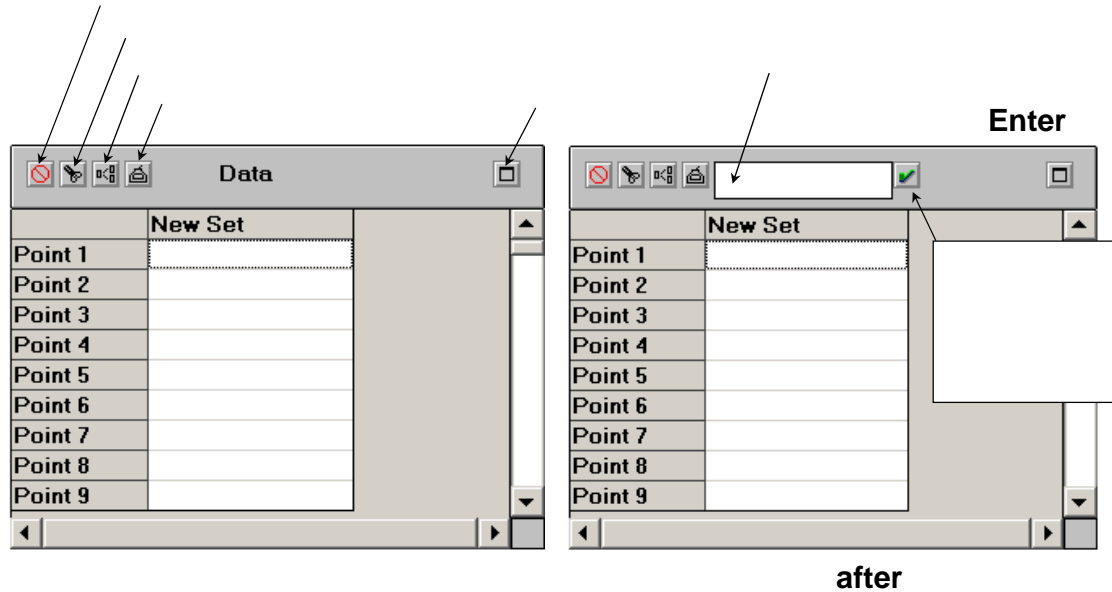 Enter
Data
New Set
Point 1
Point 2
Point 3
Point 4
Point 5
Point 6
Point 7
Point 8
Point 9
New Set
Point 1
Point 2
Point 3
Point 4
Point 5
Point 6
Point 7
Point 8
Point 9
after